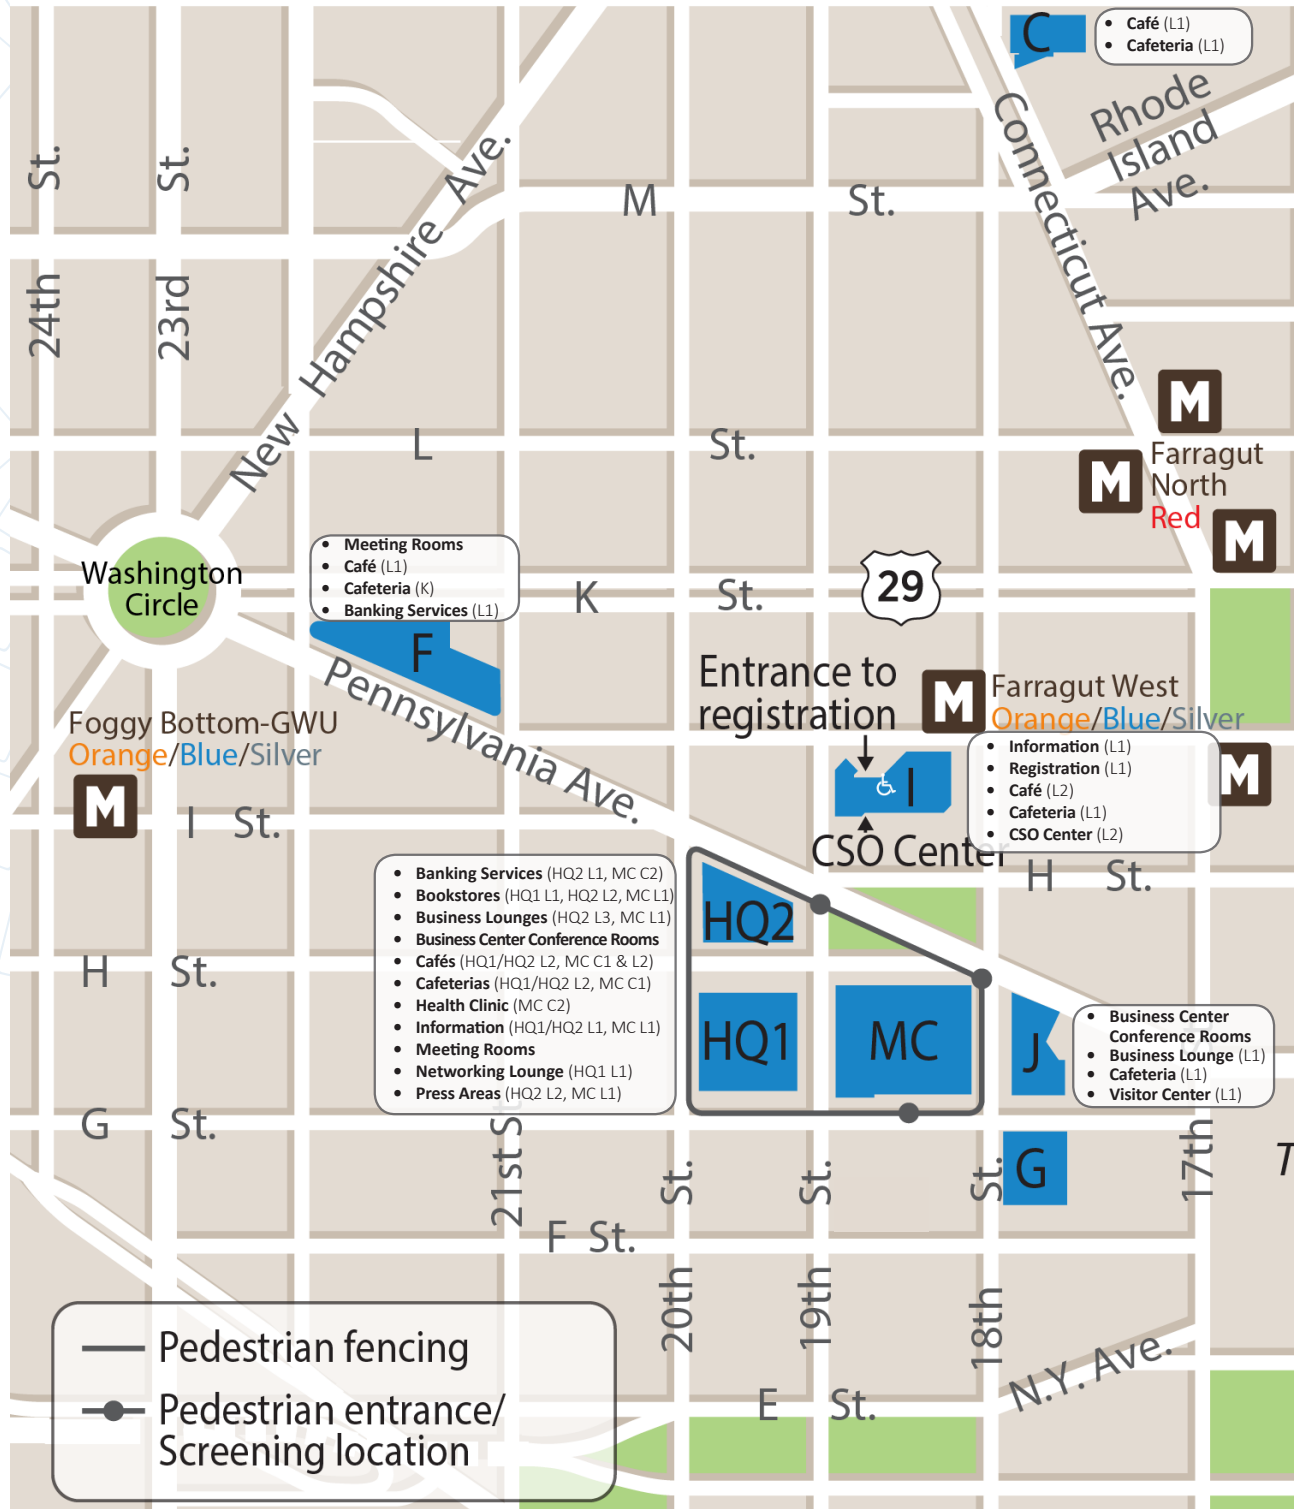 C
• Café (L1)
• Cafeteria (L1)
Rhode
Island
Ave.
Connecticut Ave.
St.
St.
24th
23rd
New Hampshire Ave.
M St.
M
M
Farragut
North
Red
M
L St.
Washington
Circle
• Meeting Rooms
• Café (L1)
• Cafeteria (K)
• Banking Services (L1)
K St.
29
F
Pennsylvania Ave.
Entrance to
registration
M
Farragut West
Orange/Blue/Silver
M
Foggy Bottom-GWU
Orange/Blue/Silver
M
I St.
I
CSO Center
• Information (L1)
• Registration (L1)
• Café (L2)
• Cafeteria (L1)
• CSO Center (L2)
H St.
• Banking Services (HQ2 L1, MC C2)
• Bookstores (HQ1 L1, HQ2 L2, MC L1)
• Business Lounges (HQ2 L3, MC L1)
• Business Center Conference Rooms
• Cafés (HQ1/HQ2 L2, MC C1 & L2)
• Cafeterias (HQ1/HQ2 L2, MC C1)
• Health Clinic (MC C2)
• Information (HQ1/HQ2 L1, MC L1)
• Meeting Rooms
• Networking Lounge (HQ1 L1)
• Press Areas (HQ2 L2, MC L1)
HQ2
HQ1
MC
J
• Business Center
Conference Rooms
• Business Lounge (L1)
• Cafeteria (L1)
• Visitor Center (L1)
H St.
G St.
G
21st St.
20th St.
19th St.
18th St.
17th St.
T
F St.
E St.
N.Y. Ave.
Pedestrian fencing
Pedestrian entrance/
Screening location